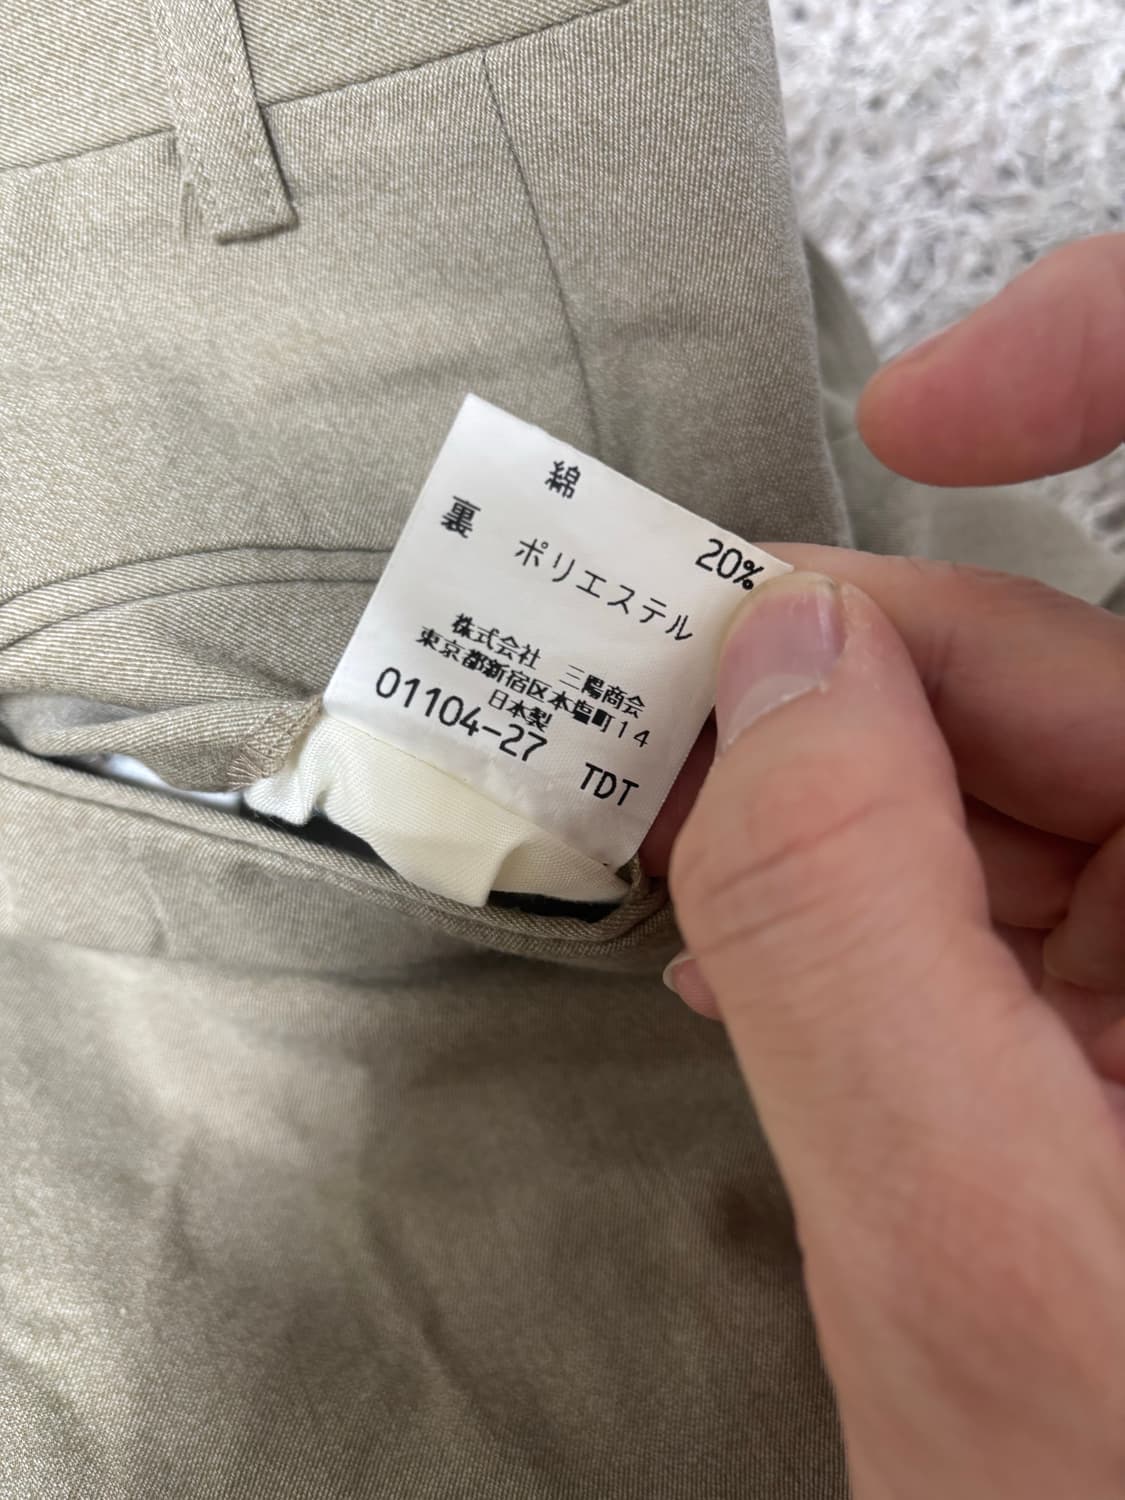 綿 20%
裏 ポリエステル
株式会社 三陽商会
東京都新宿区本塩町14
日本製
01104-27 TDT